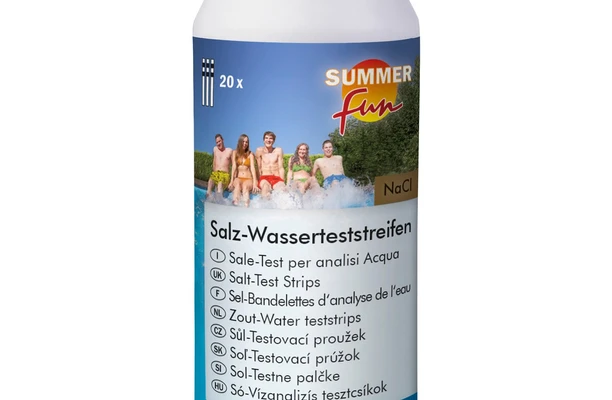 20 x
SUMMER
fun
NaCl
Salz-Wasserteststreifen
I Sale-Test per analisi Acqua
UK Salt-Test Strips
F Sel-Bandelettes d'analyse de l'eau
NL Zout-Water teststrips
CZ Sůl-Testovací proužek
SK Soľ-Testovací prúžok
SI Sol-Testne palčke
HU Só-Vízanalizís tesztcsíkok